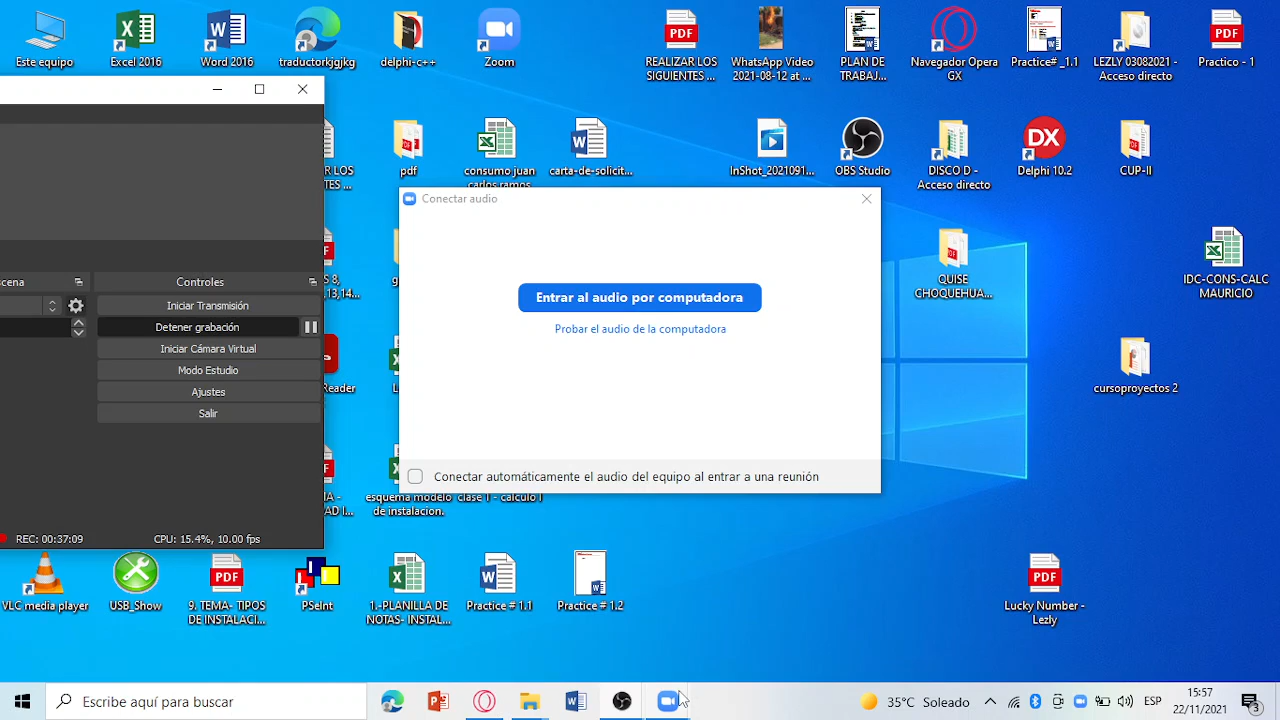 Este equipo
Excel 2016
Word 2016
traductorkjgjkg
delphi-c++
Zoom
REALIZAR LOS
SIGUIENTES ...
WhatsApp Video
2021-08-12 at ...
PLAN DE
TRABAJ...
Navegador Opera
GX
Practice# _1.1
LEZLY 03082021 -
Acceso directo
Practico - 1
AR LOS
pdf
consumo juan
carlos ramos
carta-de-solicit...
InShot_2021091...
OBS Studio
DISCO D -
Acceso directo
Delphi 10.2
CUP-II
Conectar audio
Entrar al audio por computadora
Probar el audio de la computadora
Conectar automáticamente el audio del equipo al entrar a una reunión
QUISE
CHOQUEHUA...
IDC-CONS-CALC
MAURICIO
cursoproyectos 2
cena
Controles
Iniciar Transmisión
Detener grabación
Iniciar Cámara Virtual
Modo Estudio
Ajustes
Salir
S 8,
,13,14...
Reader
esquema modelo
de instalacion.
clase 1 - calculo 1
REC: 00:37:09
CPU: 15.4%, 10.00 fps
VLC media player
USB_Show
9. TEMA- TIPOS
DE INSTALACI...
PSeInt
1.-PLANILLA DE
NOTAS- INSTAL...
Practice # 1.1
Practice # 1.2
Lucky Number -
Lezly
Escribe aquí para buscar
35°C Soleado
ESP
15:57
22/11/2021
3